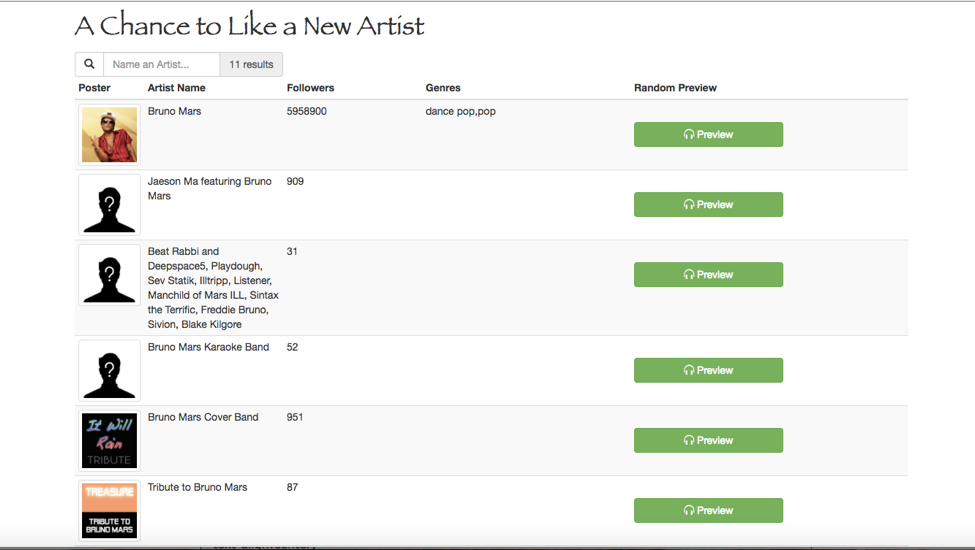 A Chance to Like a New Artist
Name an Artist... 11 results
Poster Artist Name Followers Genres Random Preview
Bruno Mars 5958900 dance pop,pop
Preview
Jaeson Ma featuring Bruno 909
Mars
Preview
?
Beat Rabbi and 31
Deepspace5, Playdough,
Sev Statik, Illtripp, Listener,
Manchild of Mars ILL, Sintax
the Terrific, Freddie Bruno,
Sivion, Blake Kilgore
Preview
?
Bruno Mars Karaoke Band 52
Preview
?
Bruno Mars Cover Band 951
It Will
Rain
TRIBUTE
Preview
Tribute to Bruno Mars 87
TREASURE
TRIBUTE TO
BRUNO MARS
Preview